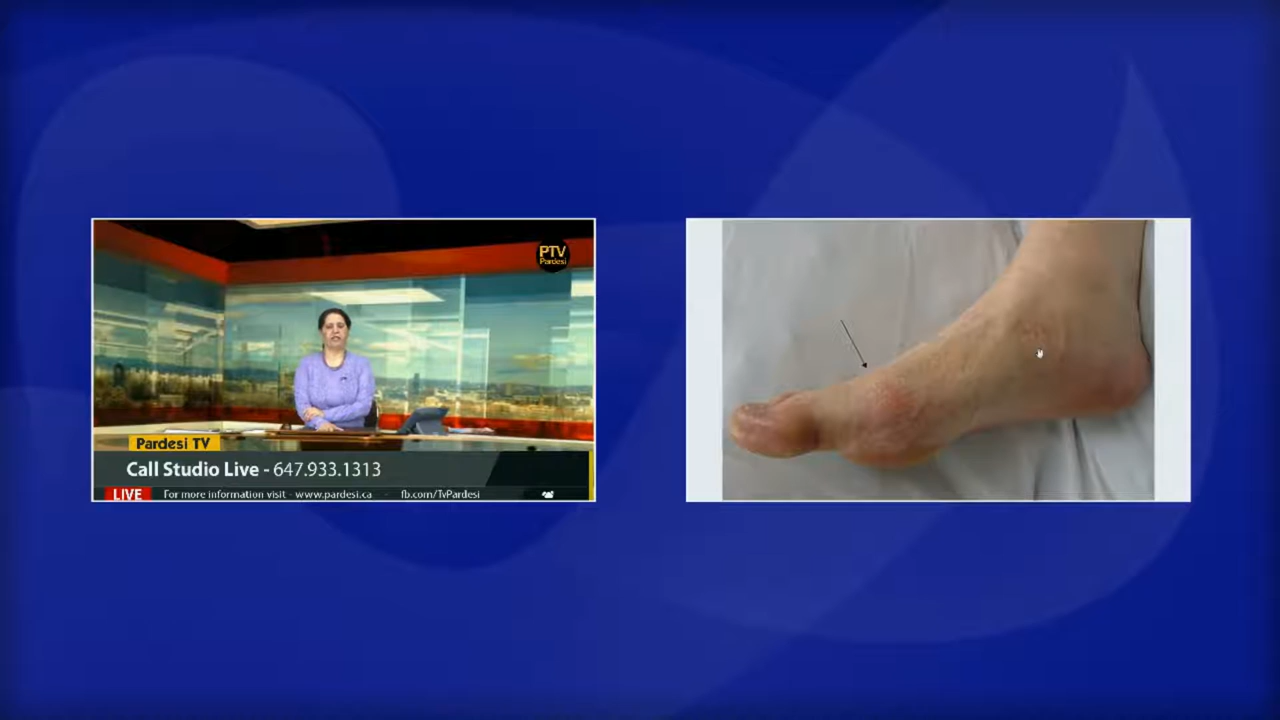 PTV
Pardesi
Pardesi TV
Call Studio Live - 647.933.1313
LIVE
For more information visit - www.pardesi.ca - fb.com/TvPardesi